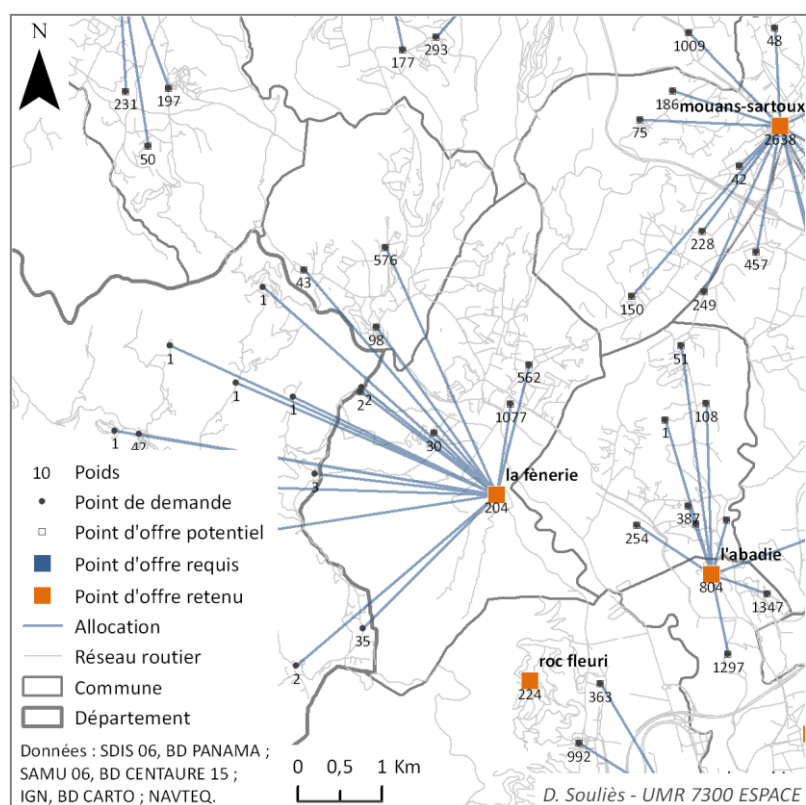 N
293
177
1009
48
231
197
186
mouans-sartoux
75
2638
50
42
228
457
576
43
1
150
249
98
1
51
562
1
1
2
2
1077
108
1
1
42
30
1
3
la fènerie
204
387
254
l'abadie
804
1347
35
2
1297
roc fleuri
224
363
992
10 Poids
Point de demande
Point d'offre potentiel
Point d'offre requis
Point d'offre retenu
Allocation
Réseau routier
Commune
Département
Données : SDIS 06, BD PANAMA ;
SAMU 06, BD CENTAURE 15 ;
IGN, BD CARTO ; NAVTEQ.
0 0,5 1 Km
D. Souliès - UMR 7300 ESPACE